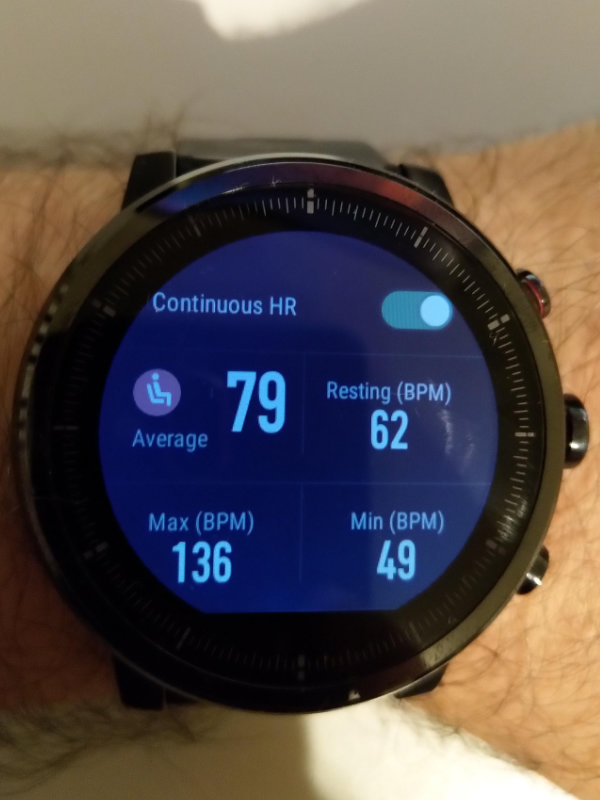 Continuous HR
79
Average
Resting (BPM)
62
Max (BPM)
136
Min (BPM)
49